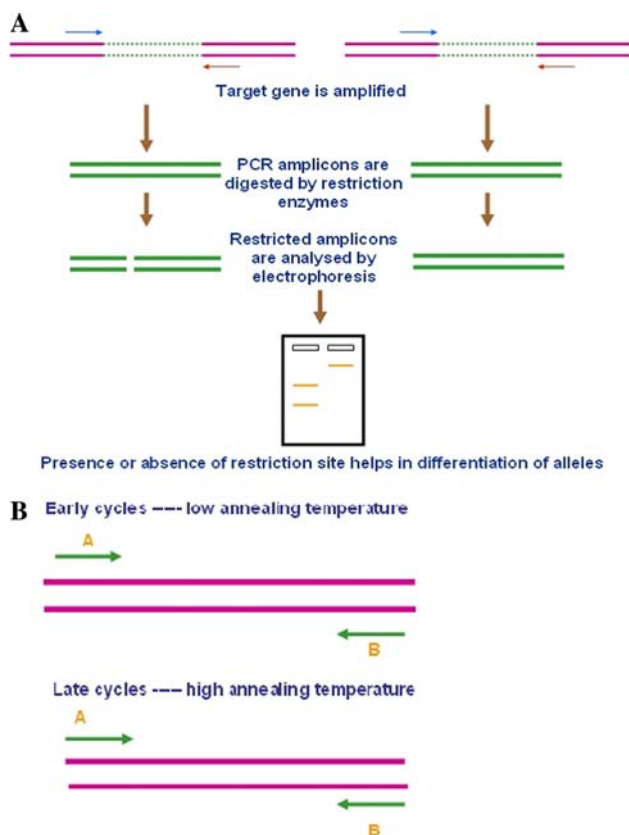 A
Target gene is amplified
PCR amplicons are
digested by restriction
enzymes
Restricted amplicons
are analysed by
electrophoresis
Presence or absence of restriction site helps in differentiation of alleles
B
Early cycles ---- low annealing temperature
A
B
Late cycles ---- high annealing temperature
A
B